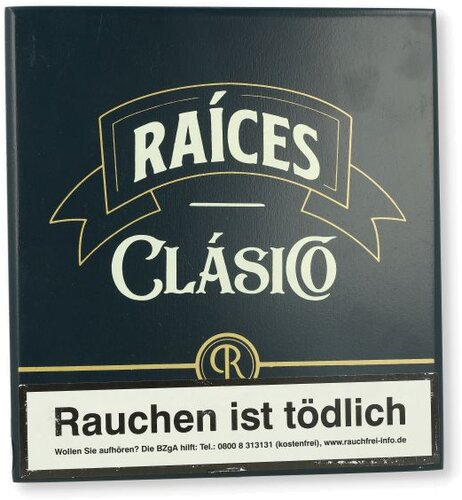 RAÍCES
CLÁSICO
R
Rauchen ist tödlich
Wollen Sie aufhören? Die BZgA hilft: Tel.: 0800 8 313131 (kostenfrei), www.rauchfrei-info.de